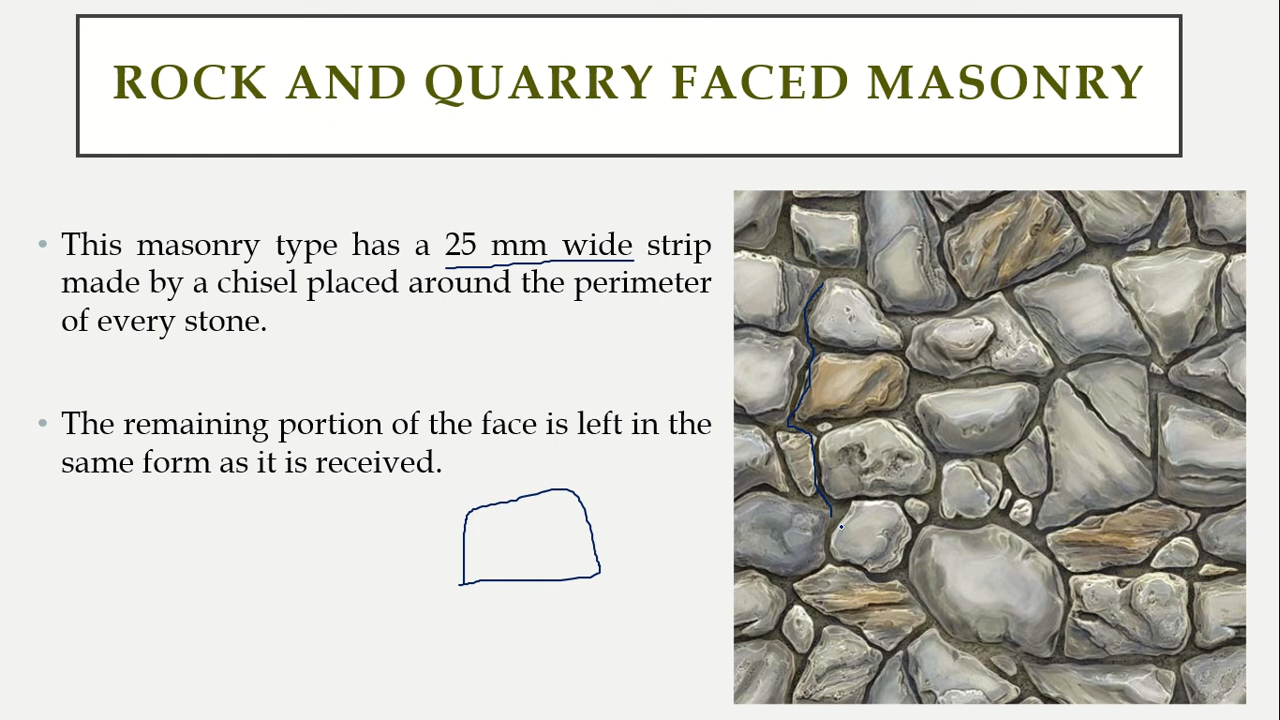 ROCK AND QUARRY FACED MASONRY
• This masonry type has a 25 mm wide strip
made by a chisel placed around the perimeter
of every stone.
• The remaining portion of the face is left in the
same form as it is received.